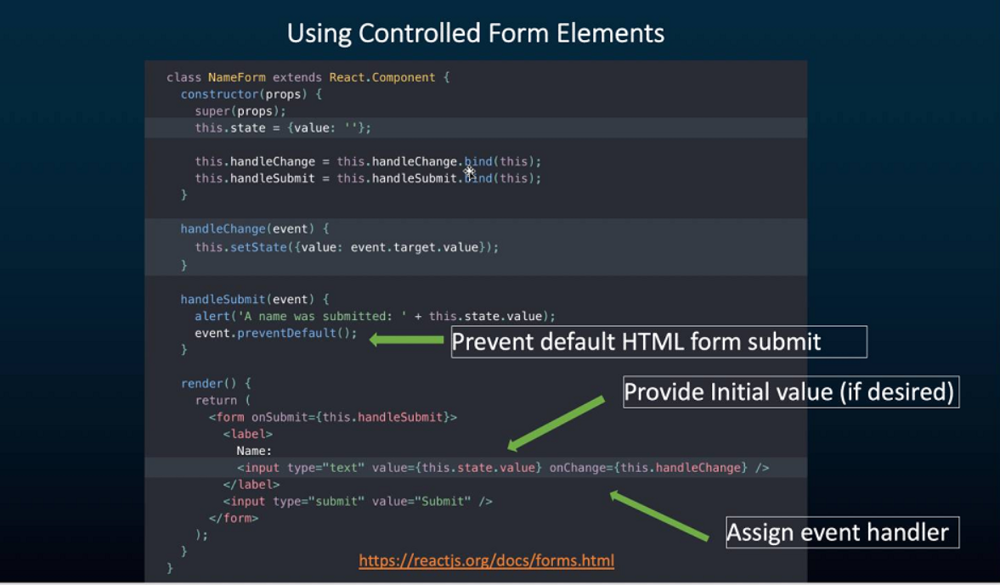 Using Controlled Form Elements
class NameForm extends React.Component {
constructor(props) {
super(props);
this.state = {value: ''};
this.handleChange = this.handleChange.bind(this);
this.handleSubmit = this.handleSubmit.bind(this);
}
handleChange(event) {
this.setState({value: event.target.value});
}
handleSubmit(event) {
alert('A name was submitted: ' + this.state.value);
event.preventDefault();
Prevent default HTML form submit
}
render() {
return (
Provide Initial value (if desired)
<form onSubmit={this.handleSubmit}>
<label>
Name:
<input type="text" value={this.state.value} onChange={this.handleChange} />
</label>
<input type="submit" value="Submit" />
</form>
Assign event handler
);
}
https://reactjs.org/docs/forms.html
}